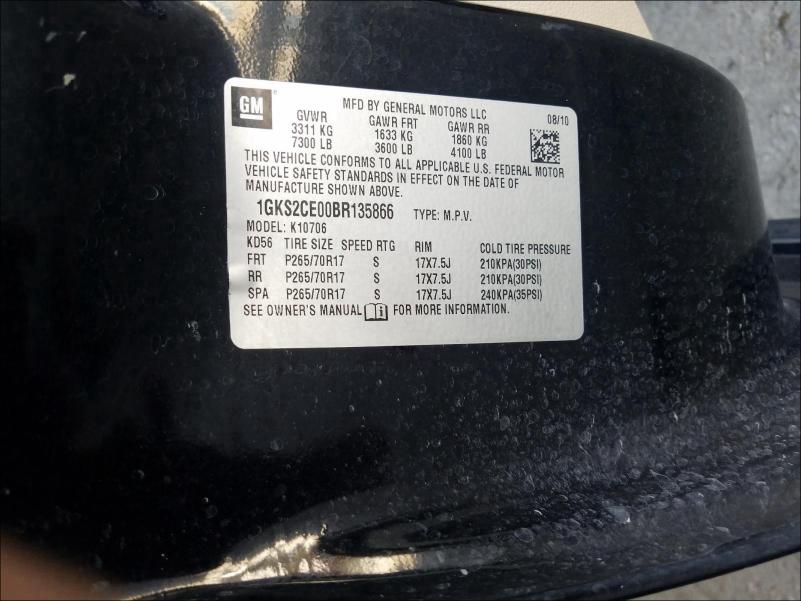 GM
MFD BY GENERAL MOTORS LLC 08/10
GVWR GAWR FRT GAWR RR
3311 KG 1633 KG 1860 KG
7300 LB 3600 LB 4100 LB
THIS VEHICLE CONFORMS TO ALL APPLICABLE U.S. FEDERAL MOTOR
VEHICLE SAFETY STANDARDS IN EFFECT ON THE DATE OF
MANUFACTURE SHOWN ABOVE.
1GKS2CE00BR135866 TYPE: M.P.V.
MODEL: K10706
KD56 TIRE SIZE SPEED RTG RIM COLD TIRE PRESSURE
FRT P265/70R17 S 17X7.5J 210KPA(30PSI)
RR P265/70R17 S 17X7.5J 210KPA(30PSI)
SPA P265/70R17 S 17X7.5J 240KPA(35PSI)
SEE OWNER'S MANUAL i FOR MORE INFORMATION.